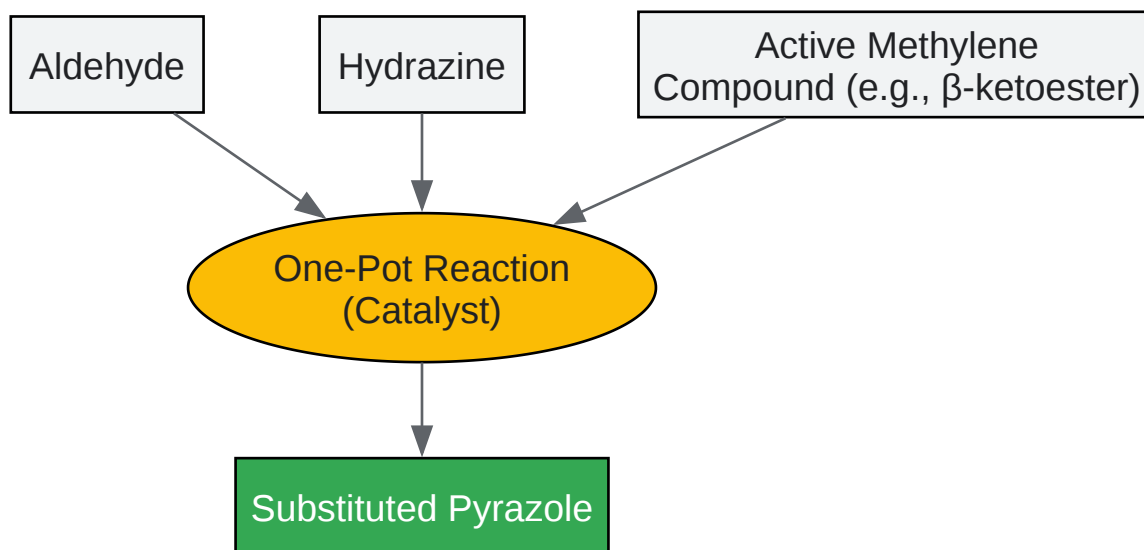 Aldehyde
Hydrazine
Active Methylene
Compound (e.g., β-ketoester)
One-Pot Reaction
(Catalyst)
Substituted Pyrazole